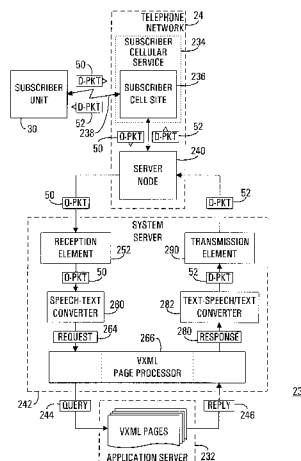 TELEPHONE
NETWORK
24
SUBSCRIBER
CELLULAR
SERVICE
234
50
D-PKT
SUBSCRIBER
UNIT
30
D-PKT
52
238
SUBSCRIBER
CELL SITE
236
50
D-PKT
D-PKT
52
SERVER
NODE
240
50
D-PKT
D-PKT
52
SYSTEM
SERVER
RECEPTION
ELEMENT
252
290
TRANSMISSION
ELEMENT
D-PKT
50
52
D-PKT
SPEECH-TEXT
CONVERTER
260
282
TEXT-SPEECH/TEXT
CONVERTER
REQUEST
264
280
RESPONSE
266
VXML
PAGE PROCESSOR
242
244
QUERY
REPLY
246
VXML PAGES
APPLICATION SERVER
232
23